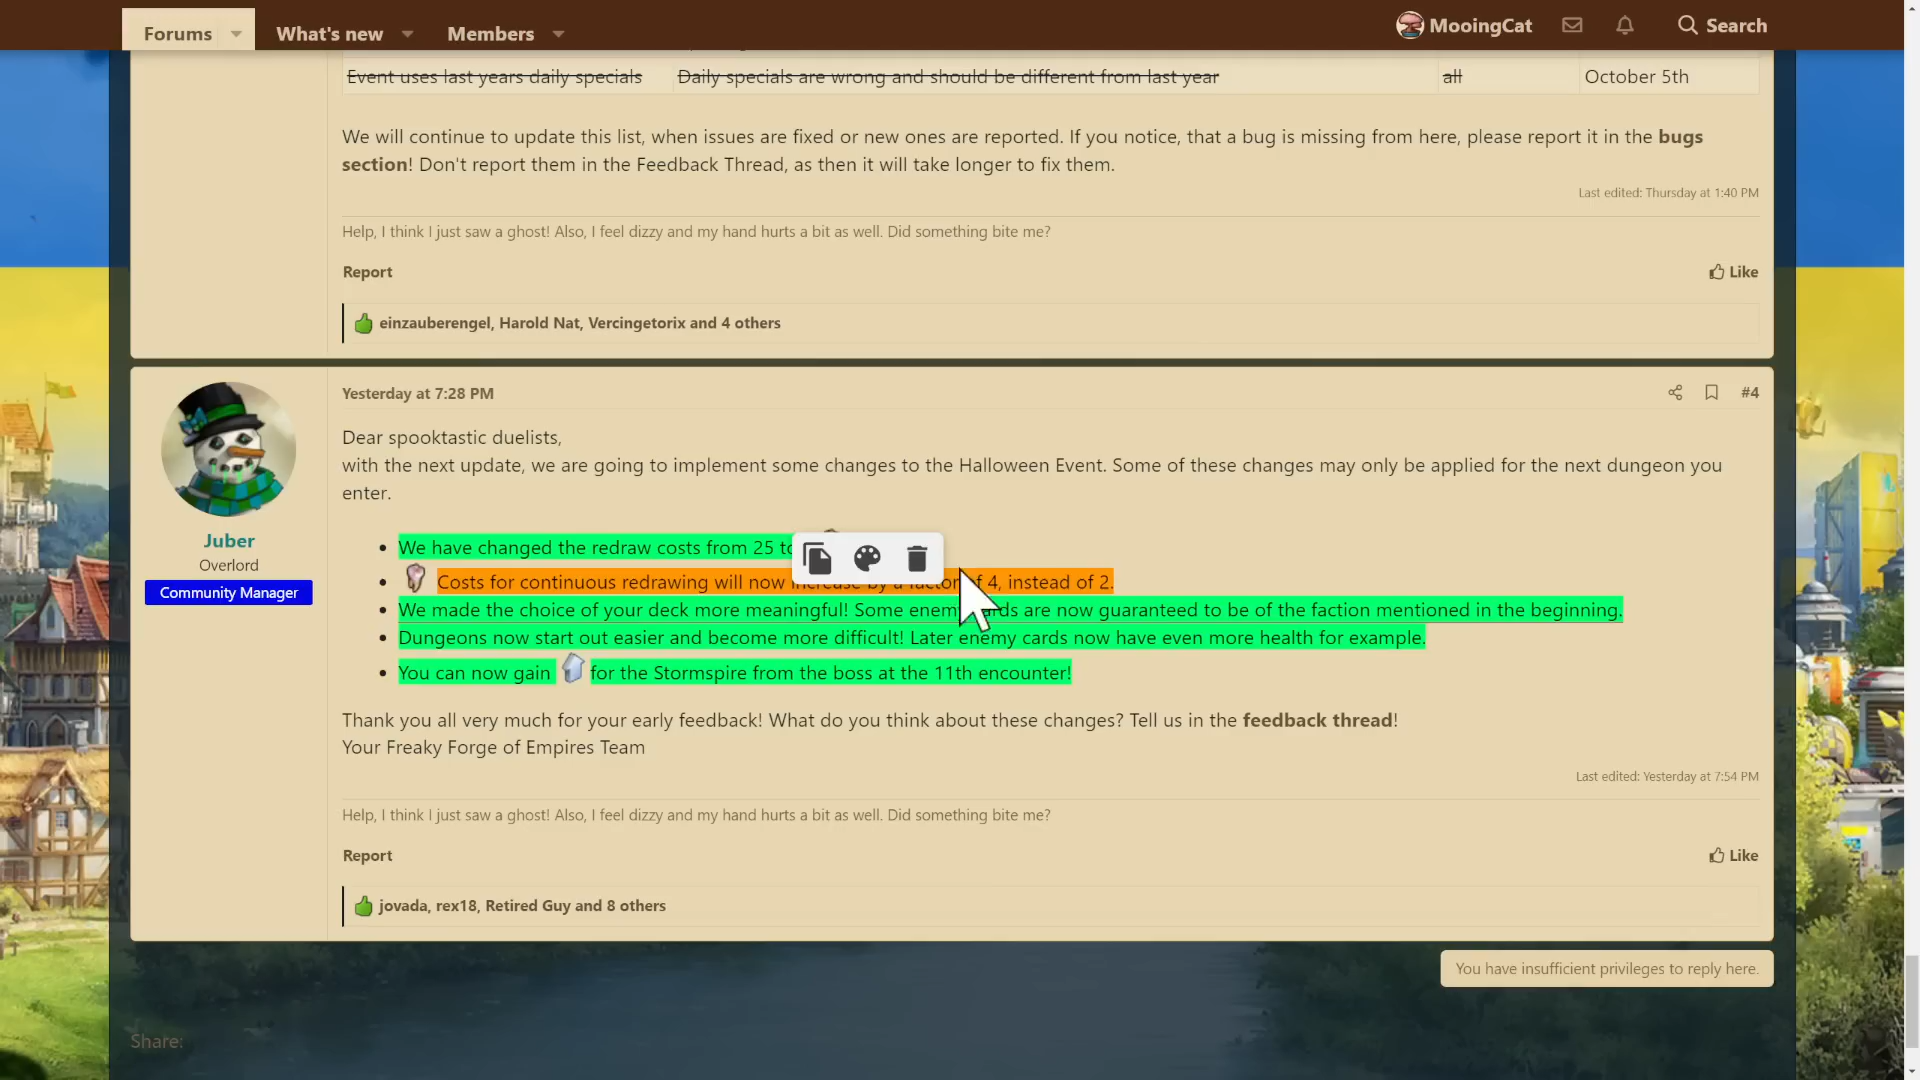 Forums
What's new
Members
MooingCat
Search
Event uses last years daily specials
Daily specials are wrong and should be different from last year
all
October 5th
We will continue to update this list, when issues are fixed or new ones are reported. If you notice, that a bug is missing from here, please report it in the bugs
section! Don't report them in the Feedback Thread, as then it will take longer to fix them.
Last edited: Thursday at 1:40 PM
Help, I think I just saw a ghost! Also, I feel dizzy and my hand hurts a bit as well. Did something bite me?
Report
Like
einzauberengel, Harold Nat, Vercingetorix and 4 others
Yesterday at 7:28 PM
#4
Juber
Overlord
Community Manager
Dear spooktastic duelists,
with the next update, we are going to implement some changes to the Halloween Event. Some of these changes may only be applied for the next dungeon you
enter.
We have changed the redraw costs from 25 to
Costs for continuous redrawing will now increase by a factor of 4, instead of 2.
We made the choice of your deck more meaningful! Some enemy cards are now guaranteed to be of the faction mentioned in the beginning.
Dungeons now start out easier and become more difficult! Later enemy cards now have even more health for example.
You can now gain for the Stormspire from the boss at the 11th encounter!
Thank you all very much for your early feedback! What do you think about these changes? Tell us in the feedback thread!
Your Freaky Forge of Empires Team
Last edited: Yesterday at 7:54 PM
Help, I think I just saw a ghost! Also, I feel dizzy and my hand hurts a bit as well. Did something bite me?
Report
Like
jovada, rex18, Retired Guy and 8 others
You have insufficient privileges to reply here.
Share: